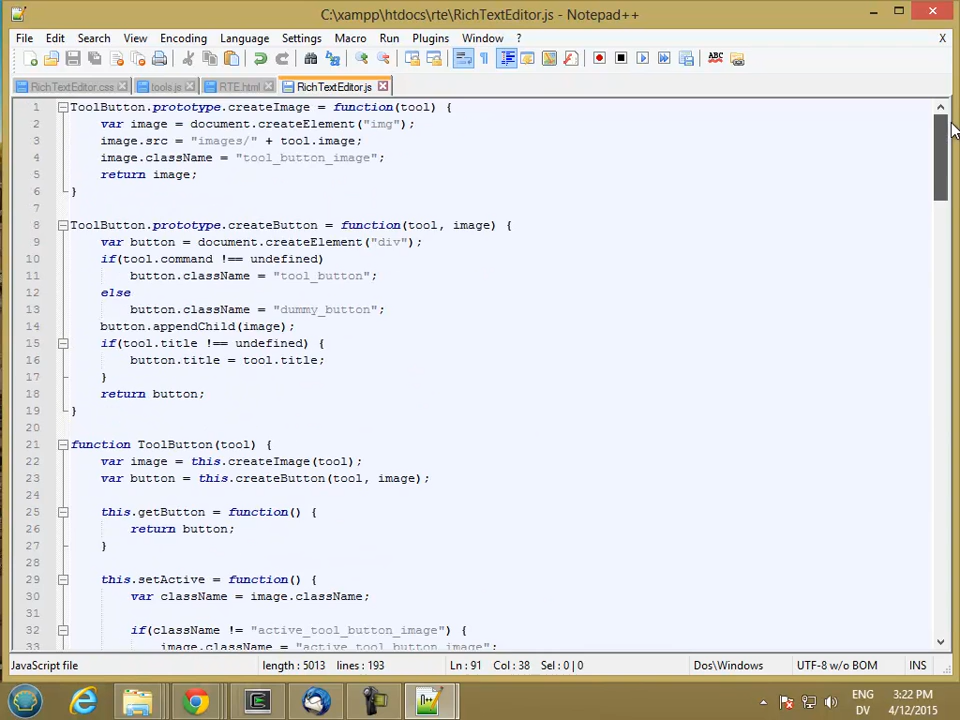 C:\xampp\htdocs\rte\RichTextEditor.js - Notepad++
File Edit Search View Encoding Language Settings Macro Run Plugins Window ? X
RichTextEditor.css tools.js RTE.html RichTextEditor.js
1 ToolButton.prototype.createImage = function(tool) {
2 var image = document.createElement("img");
3 image.src = "images/" + tool.image;
4 image.className = "tool_button_image";
5 return image;
6 }
7
8 ToolButton.prototype.createButton = function(tool, image) {
9 var button = document.createElement("div");
10 if(tool.command !== undefined)
11 button.className = "tool_button";
12 else
13 button.className = "dummy_button";
14 button.appendChild(image);
15 if(tool.title !== undefined) {
16 button.title = tool.title;
17 }
18 return button;
19 }
20
21 function ToolButton(tool) {
22 var image = this.createImage(tool);
23 var button = this.createButton(tool, image);
24
25 this.getButton = function() {
26 return button;
27 }
28
29 this.setActive = function() {
30 var className = image.className;
31
32 if(className != "active_tool_button_image") {
33 image.className = "active_tool_button_image";
JavaScript file length : 5013 lines : 193 Ln : 91 Col : 38 Sel : 0 | 0 Dos\Windows UTF-8 w/o BOM INS
ENG 3:22 PM
DV 4/12/2015